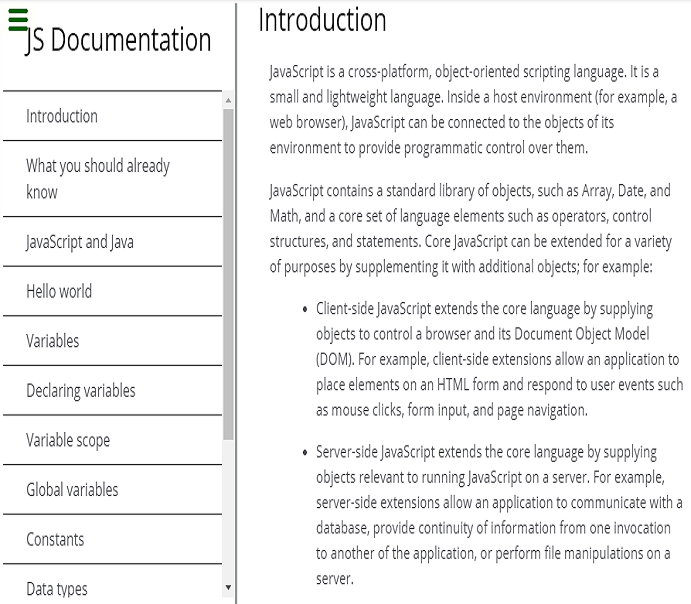 JS Documentation
Introduction
What you should already
know
JavaScript and Java
Hello world
Variables
Declaring variables
Variable scope
Global variables
Constants
Data types
Introduction
JavaScript is a cross-platform, object-oriented scripting language. It is a
small and lightweight language. Inside a host environment (for example, a
web browser), JavaScript can be connected to the objects of its
environment to provide programmatic control over them.
JavaScript contains a standard library of objects, such as Array, Date, and
Math, and a core set of language elements such as operators, control
structures, and statements. Core JavaScript can be extended for a variety
of purposes by supplementing it with additional objects; for example:
• Client-side JavaScript extends the core language by supplying
objects to control a browser and its Document Object Model
(DOM). For example, client-side extensions allow an application to
place elements on an HTML form and respond to user events such
as mouse clicks, form input, and page navigation.
• Server-side JavaScript extends the core language by supplying
objects relevant to running JavaScript on a server. For example,
server-side extensions allow an application to communicate with a
database, provide continuity of information from one invocation
to another of the application, or perform file manipulations on a
server.